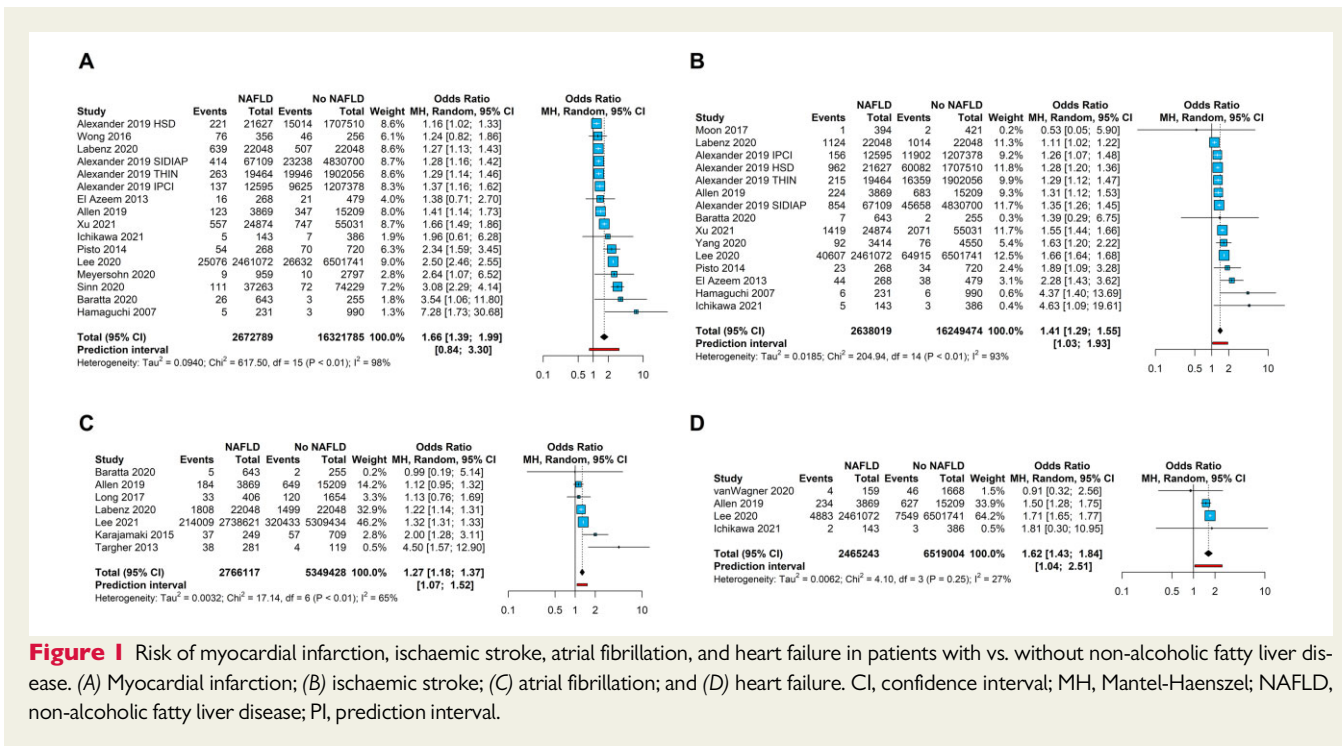 A
NAFLD No NAFLD Odds Ratio Odds Ratio
Study Events Total Events Total Weight MH, Random, 95% CI MH, Random, 95% CI
Alexander 2019 HSD 221 21627 15014 1707510 8.6% 1.16 [1.02; 1.33]
Wong 2016 76 356 46 256 6.1% 1.24 [0.82; 1.86]
Labenz 2020 639 22048 507 22048 8.6% 1.27 [1.13; 1.43]
Alexander 2019 SIDIAP 414 67109 23238 4830700 8.7% 1.28 [1.16; 1.42]
Alexander 2019 THIN 263 19464 19946 1902056 8.7% 1.29 [1.14; 1.46]
Alexander 2019 IPCI 137 12595 9625 1207378 8.4% 1.37 [1.16; 1.62]
El Azeem 2013 16 268 21 479 4.1% 1.38 [0.71; 2.70]
Allen 2019 123 3869 347 15209 8.0% 1.41 [1.14; 1.73]
Xu 2021 557 24874 747 55031 8.7% 1.66 [1.49; 1.86]
Ichikawa 2021 5 143 7 386 1.9% 1.96 [0.61; 6.28]
Pisto 2014 54 268 70 720 6.3% 2.34 [1.59; 3.45]
Lee 2020 25076 2461072 26632 6501741 9.0% 2.50 [2.46; 2.55]
Meyersohn 2020 9 959 10 2797 2.8% 2.64 [1.07; 6.52]
Sinn 2020 111 37263 72 74229 7.2% 3.08 [2.29; 4.14]
Baratta 2020 26 643 3 255 1.8% 3.54 [1.06; 11.80]
Hamaguchi 2007 5 231 3 990 1.3% 7.28 [1.73; 30.68]
Total (95% CI) 2672789 16321785 100.0% 1.66 [1.39; 1.99]
Prediction interval [0.84; 3.30]
Heterogeneity: Tau² = 0.0940; Chi² = 617.50, df = 15 (P < 0.01); I² = 98%
0.1 0.5 1 2 10
B
NAFLD No NAFLD Odds Ratio Odds Ratio
Study Events Total Events Total Weight MH, Random, 95% CI MH, Random, 95% CI
Moon 2017 1 394 2 421 0.2% 0.53 [0.05; 5.90]
Labenz 2020 1124 22048 1014 22048 11.3% 1.11 [1.02; 1.22]
Alexander 2019 IPCI 156 12595 11902 1207378 9.2% 1.26 [1.07; 1.48]
Alexander 2019 HSD 962 21627 60082 1707510 11.8% 1.28 [1.20; 1.36]
Alexander 2019 THIN 215 19464 16359 1902056 10.0% 1.29 [1.12; 1.47]
Allen 2019 224 3869 683 15209 9.4% 1.31 [1.12; 1.53]
Alexander 2019 SIDIAP 854 67109 45658 4830700 11.7% 1.35 [1.26; 1.45]
Baratta 2020 7 643 2 255 0.3% 1.39 [0.29; 6.75]
Xu 2021 1419 24874 2071 55031 11.7% 1.55 [1.44; 1.66]
Yang 2020 92 3414 76 4550 5.4% 1.63 [1.20; 2.22]
Lee 2020 40607 2461072 64915 6501741 12.5% 1.66 [1.64; 1.68]
Pisto 2014 23 268 34 720 2.4% 1.89 [1.09; 3.28]
El Azeem 2013 44 268 38 479 3.1% 2.28 [1.43; 3.62]
Hamaguchi 2007 6 231 6 990 0.6% 4.37 [1.40; 13.69]
Ichikawa 2021 5 143 3 386 0.4% 4.63 [1.09; 19.61]
Total (95% CI) 2638019 16249474 100.0% 1.41 [1.29; 1.55]
Prediction interval [1.03; 1.93]
Heterogeneity: Tau² = 0.0185; Chi² = 204.94, df = 14 (P < 0.01); I² = 93%
0.1 0.5 1 2 10
C
NAFLD No NAFLD Odds Ratio Odds Ratio
Study Events Total Events Total Weight MH, Random, 95% CI MH, Random, 95% CI
Baratta 2020 5 643 2 255 0.2% 0.99 [0.19; 5.14]
Allen 2019 184 3869 649 15209 14.2% 1.12 [0.95; 1.32]
Long 2017 33 406 120 1654 3.3% 1.13 [0.76; 1.69]
Labenz 2020 1808 22048 1499 22048 32.9% 1.22 [1.14; 1.31]
Lee 2021 214009 2738621 320433 5309434 46.2% 1.32 [1.31; 1.33]
Karajamaki 2015 37 249 57 709 2.7% 2.00 [1.28; 3.11]
Targher 2013 38 281 4 119 0.5% 4.50 [1.57; 12.90]
Total (95% CI) 2766117 5349428 100.0% 1.27 [1.18; 1.37]
Prediction interval [1.07; 1.52]
Heterogeneity: Tau² = 0.0032; Chi² = 17.14, df = 6 (P < 0.01); I² = 65%
0.1 0.5 1 2 10
D
NAFLD No NAFLD Odds Ratio Odds Ratio
Study Events Total Events Total Weight MH, Random, 95% CI MH, Random, 95% CI
vanWagner 2020 4 159 46 1668 1.5% 0.91 [0.32; 2.56]
Allen 2019 234 3869 627 15209 33.9% 1.50 [1.28; 1.75]
Lee 2020 4883 2461072 7549 6501741 64.2% 1.71 [1.65; 1.77]
Ichikawa 2021 2 143 3 386 0.5% 1.81 [0.30; 10.95]
Total (95% CI) 2465243 6519004 100.0% 1.62 [1.43; 1.84]
Prediction interval [1.04; 2.51]
Heterogeneity: Tau² = 0.0062; Chi² = 4.10, df = 3 (P = 0.25); I² = 27%
0.1 0.5 1 2 10
Figure 1 Risk of myocardial infarction, ischaemic stroke, atrial fibrillation, and heart failure in patients with vs. without non-alcoholic fatty liver dis-
ease. (A) Myocardial infarction; (B) ischaemic stroke; (C) atrial fibrillation; and (D) heart failure. CI, confidence interval; MH, Mantel-Haenszel; NAFLD,
non-alcoholic fatty liver disease; PI, prediction interval.